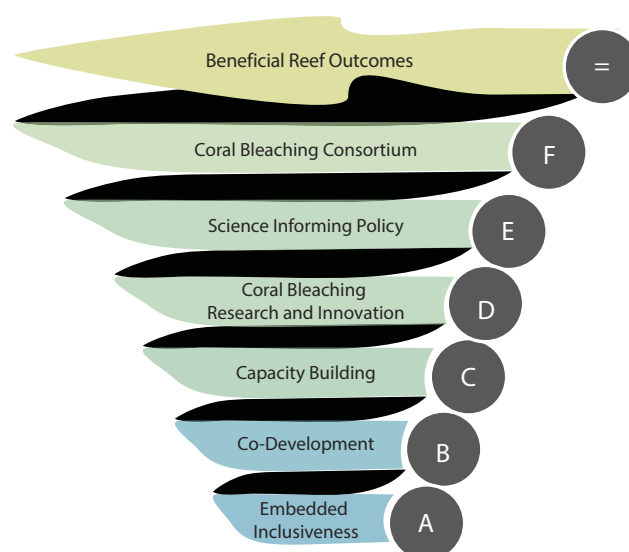 Beneficial Reef Outcomes
=
Coral Bleaching Consortium
F
Science Informing Policy
E
Coral Bleaching
Research and Innovation
D
Capacity Building
C
Co-Development
B
Embedded
Inclusiveness
A